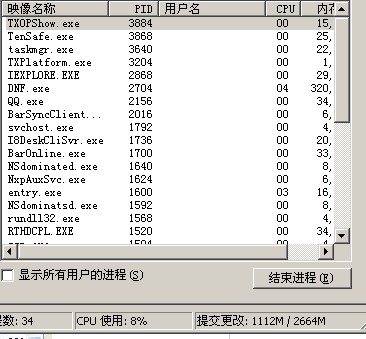 映像名称 PID 用户名 CPU 内存
TXOPShow.exe 3884 00 15,
TenSafe.exe 3868 00 25,
taskmgr.exe 3640 00 22,
TXPlatform.exe 3204 00 1,
IEXPLORE.EXE 2868 00 29,
DNF.exe 2704 04 320,
QQ.exe 2156 00 34,
BarSyncClient... 2016 00 6,
svchost.exe 1792 00 4,
I8DeskCliSvr.exe 1736 00 20,
BarOnline.exe 1700 00 33,
NSdominated.exe 1640 00 8,
NxpAuxSvc.exe 1624 00 6,
entry.exe 1600 03 16,
NSdominatsd.exe 1592 00 8,
rundll32.exe 1568 00 4,
RTHDCPL.EXE 1520 00 34,
1504 00 4
显示所有用户的进程(S)
结束进程(E)
数: 34 CPU 使用: 8% 提交更改: 1112M / 2664M